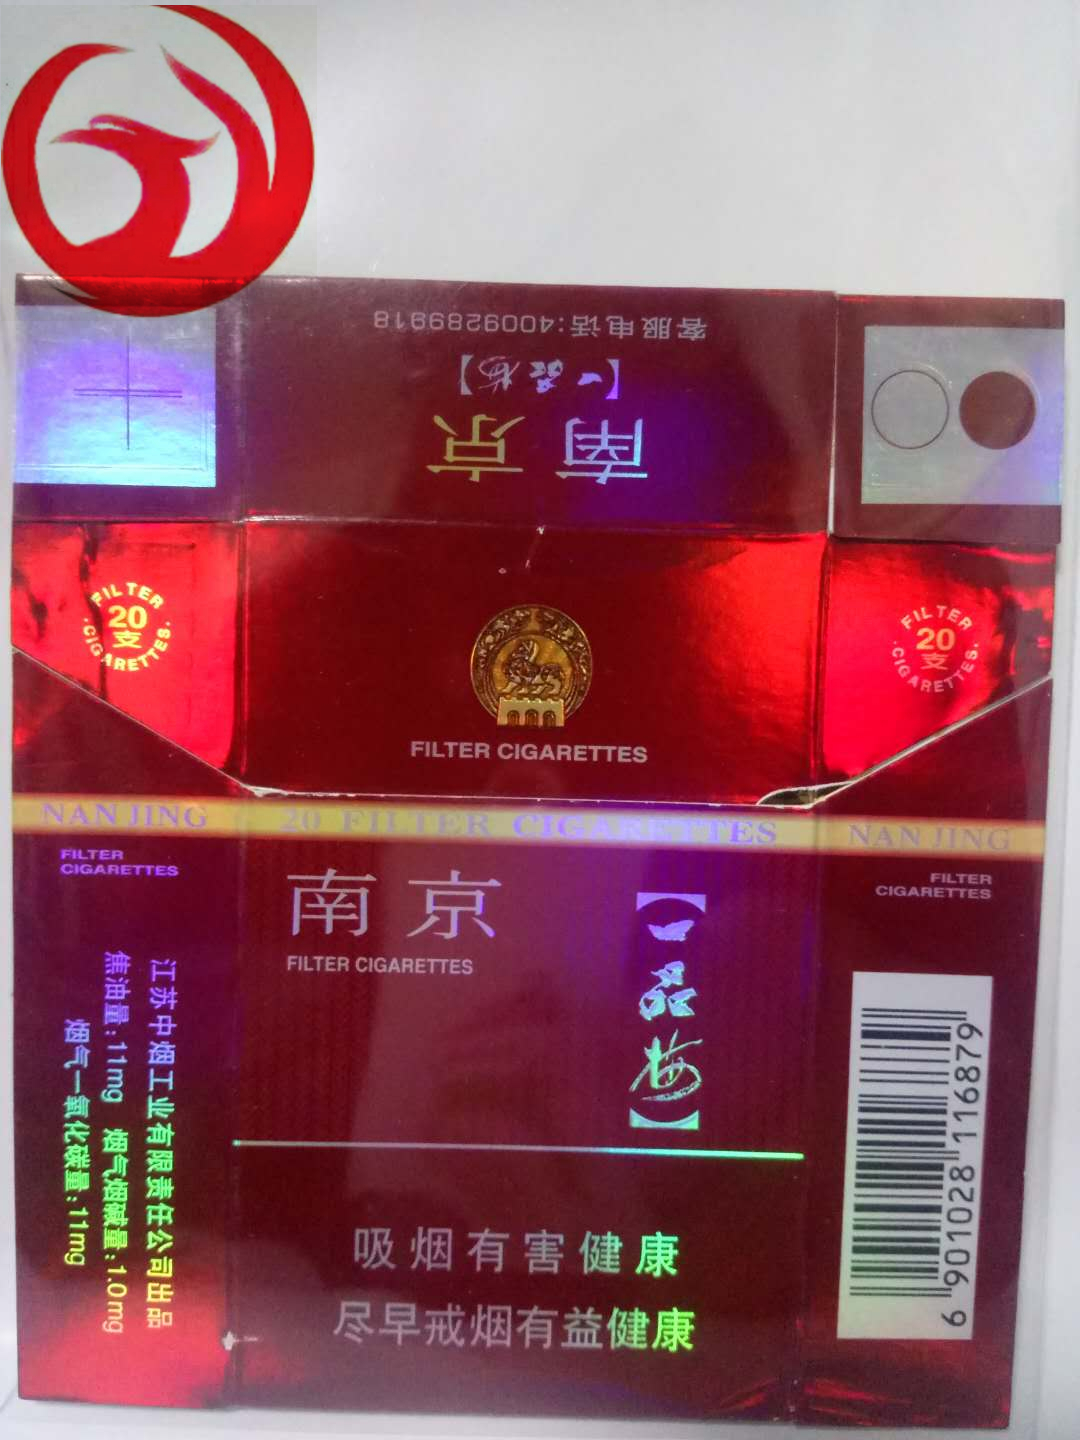 客服电话:4009289918
【一品梅】
南京
FILTER CIGARETTES
20支
FILTER CIGARETTES
FILTER CIGARETTES
20支
NAN JING
20 FILTER CIGARETTES
NAN JING
FILTER
CIGARETTES
南京
FILTER CIGARETTES
【一品梅】
FILTER
CIGARETTES
江苏中烟工业有限责任公司出品
焦油量:11mg 烟气烟碱量:1.0mg
烟气一氧化碳量:11mg
吸烟有害健康
尽早戒烟有益健康
6 901028 116879